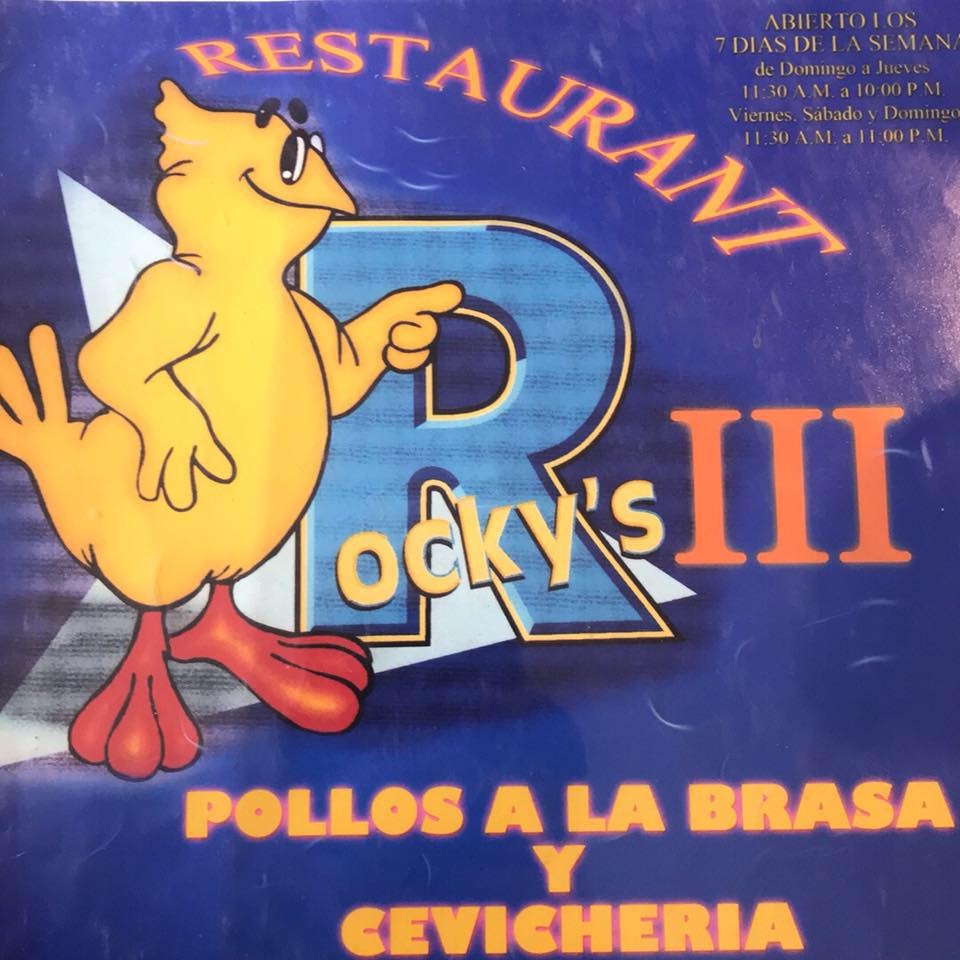 ABIERTO LOS
7 DIAS DE LA SEMANA
de Domingo a Jueves
11:30 A.M. a 10:00 P.M.
Viernes, Sábado y Domingo
11:30 A.M. a 11:00 P.M.
RESTAURANT
Rocky's III
POLLOS A LA BRASA
Y
CEVICHERIA